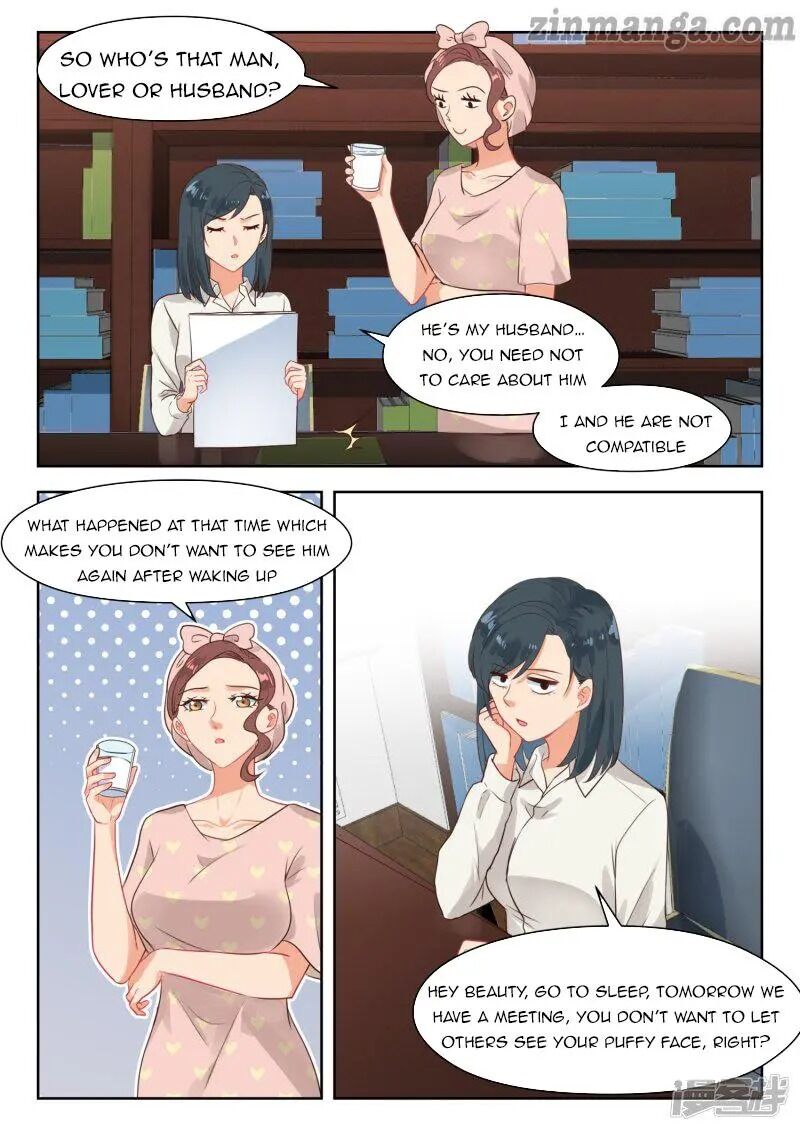 zinmanga.com
SO WHO'S THAT MAN,
LOVER OR HUSBAND?
HE'S MY HUSBAND...
NO, YOU NEED NOT
TO CARE ABOUT HIM
I AND HE ARE NOT
COMPATIBLE
WHAT HAPPENED AT THAT TIME WHICH
MAKES YOU DON'T WANT TO SEE HIM
AGAIN AFTER WAKING UP
HEY BEAUTY, GO TO SLEEP, TOMORROW WE
HAVE A MEETING, YOU DON'T WANT TO LET
OTHERS SEE YOUR PUFFY FACE, RIGHT?
漫客栈